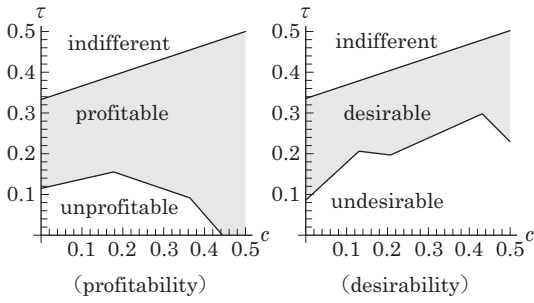 τ
0.5
indifferent
0.4
0.3
profitable
0.2
0.1
unprofitable
c
0.1 0.2 0.3 0.4 0.5
(profitability)
τ
0.5
indifferent
0.4
0.3
desirable
0.2
0.1
undesirable
c
0.1 0.2 0.3 0.4 0.5
(desirability)